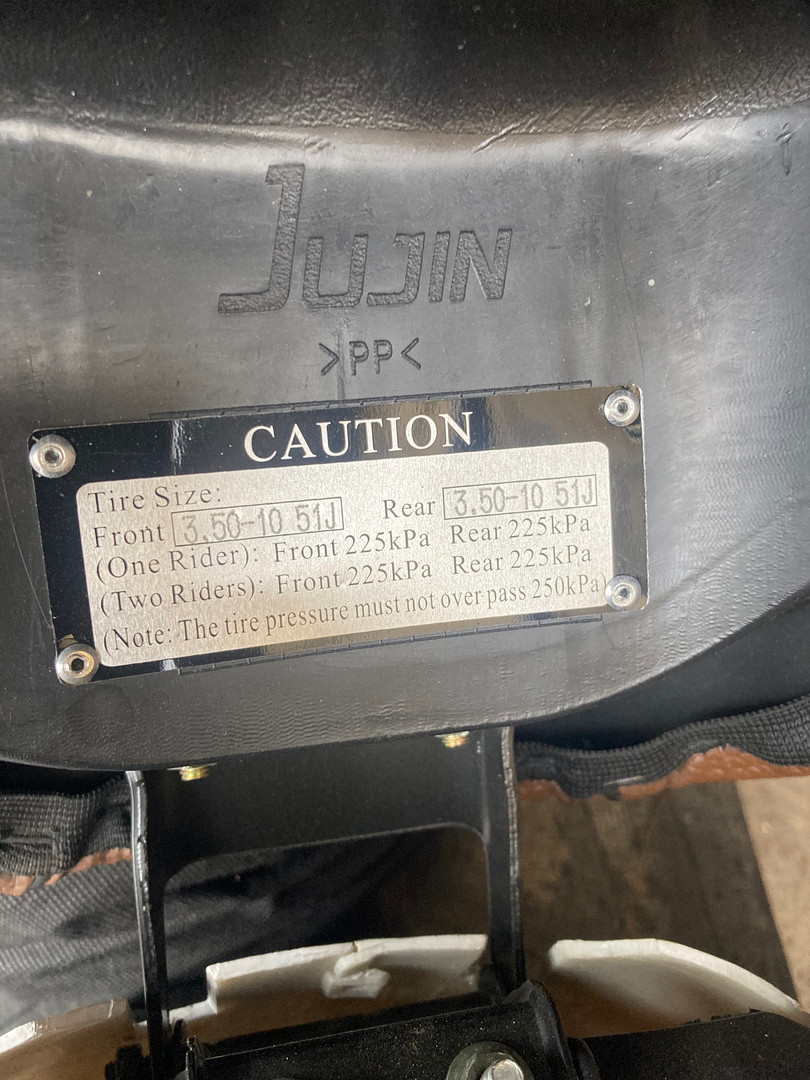 JUJIN
>PP<
CAUTION
Tire Size:
Front 3.50-10 51J Rear 3.50-10 51J
(One Rider): Front 225kPa Rear 225kPa
(Two Riders): Front 225kPa Rear 225kPa
(Note: The tire pressure must not over pass 250kPa)